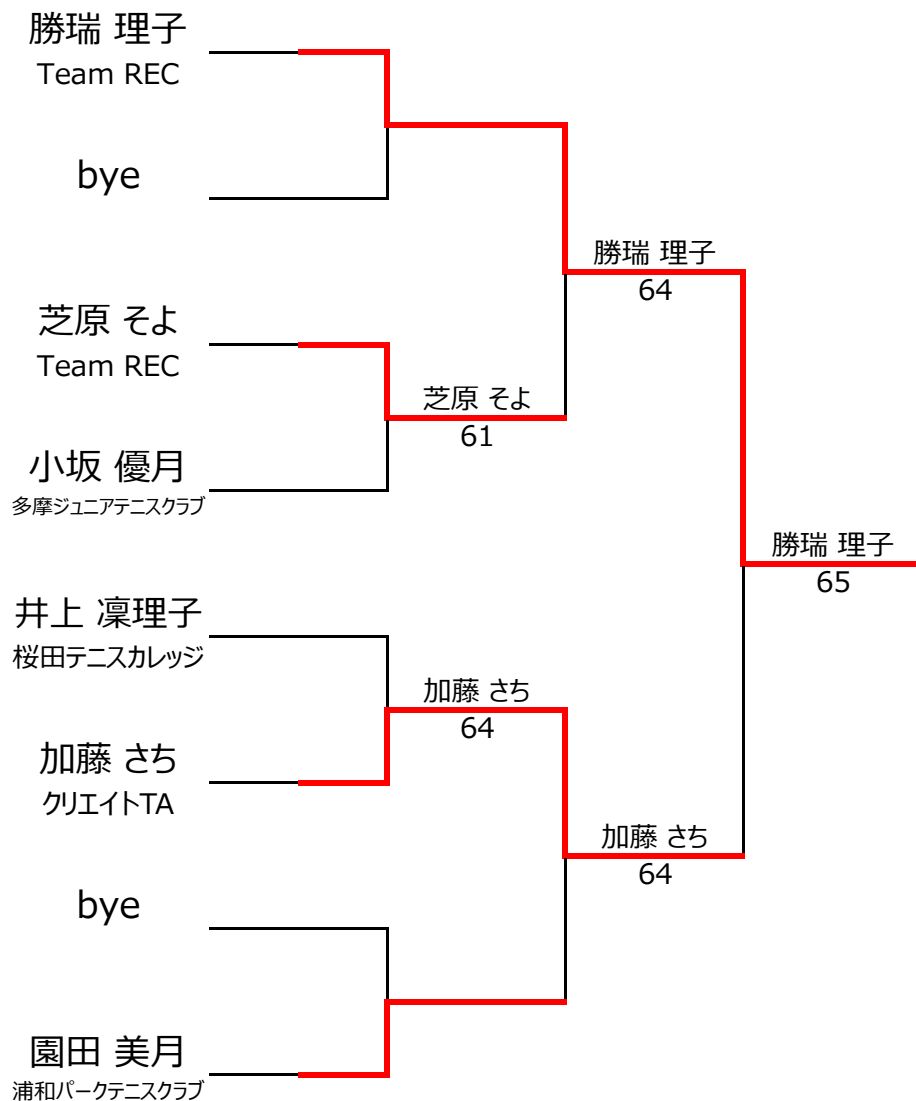 勝瑞 理子
Team REC
bye
勝瑞 理子
64
芝原 そよ
Team REC
芝原 そよ
61
小坂 優月
多摩ジュニアテニスクラブ
勝瑞 理子
65
井上 凜理子
桜田テニスカレッジ
加藤 さち
64
加藤 さち
クリエイトTA
加藤 さち
64
bye
園田 美月
浦和パークテニスクラブ